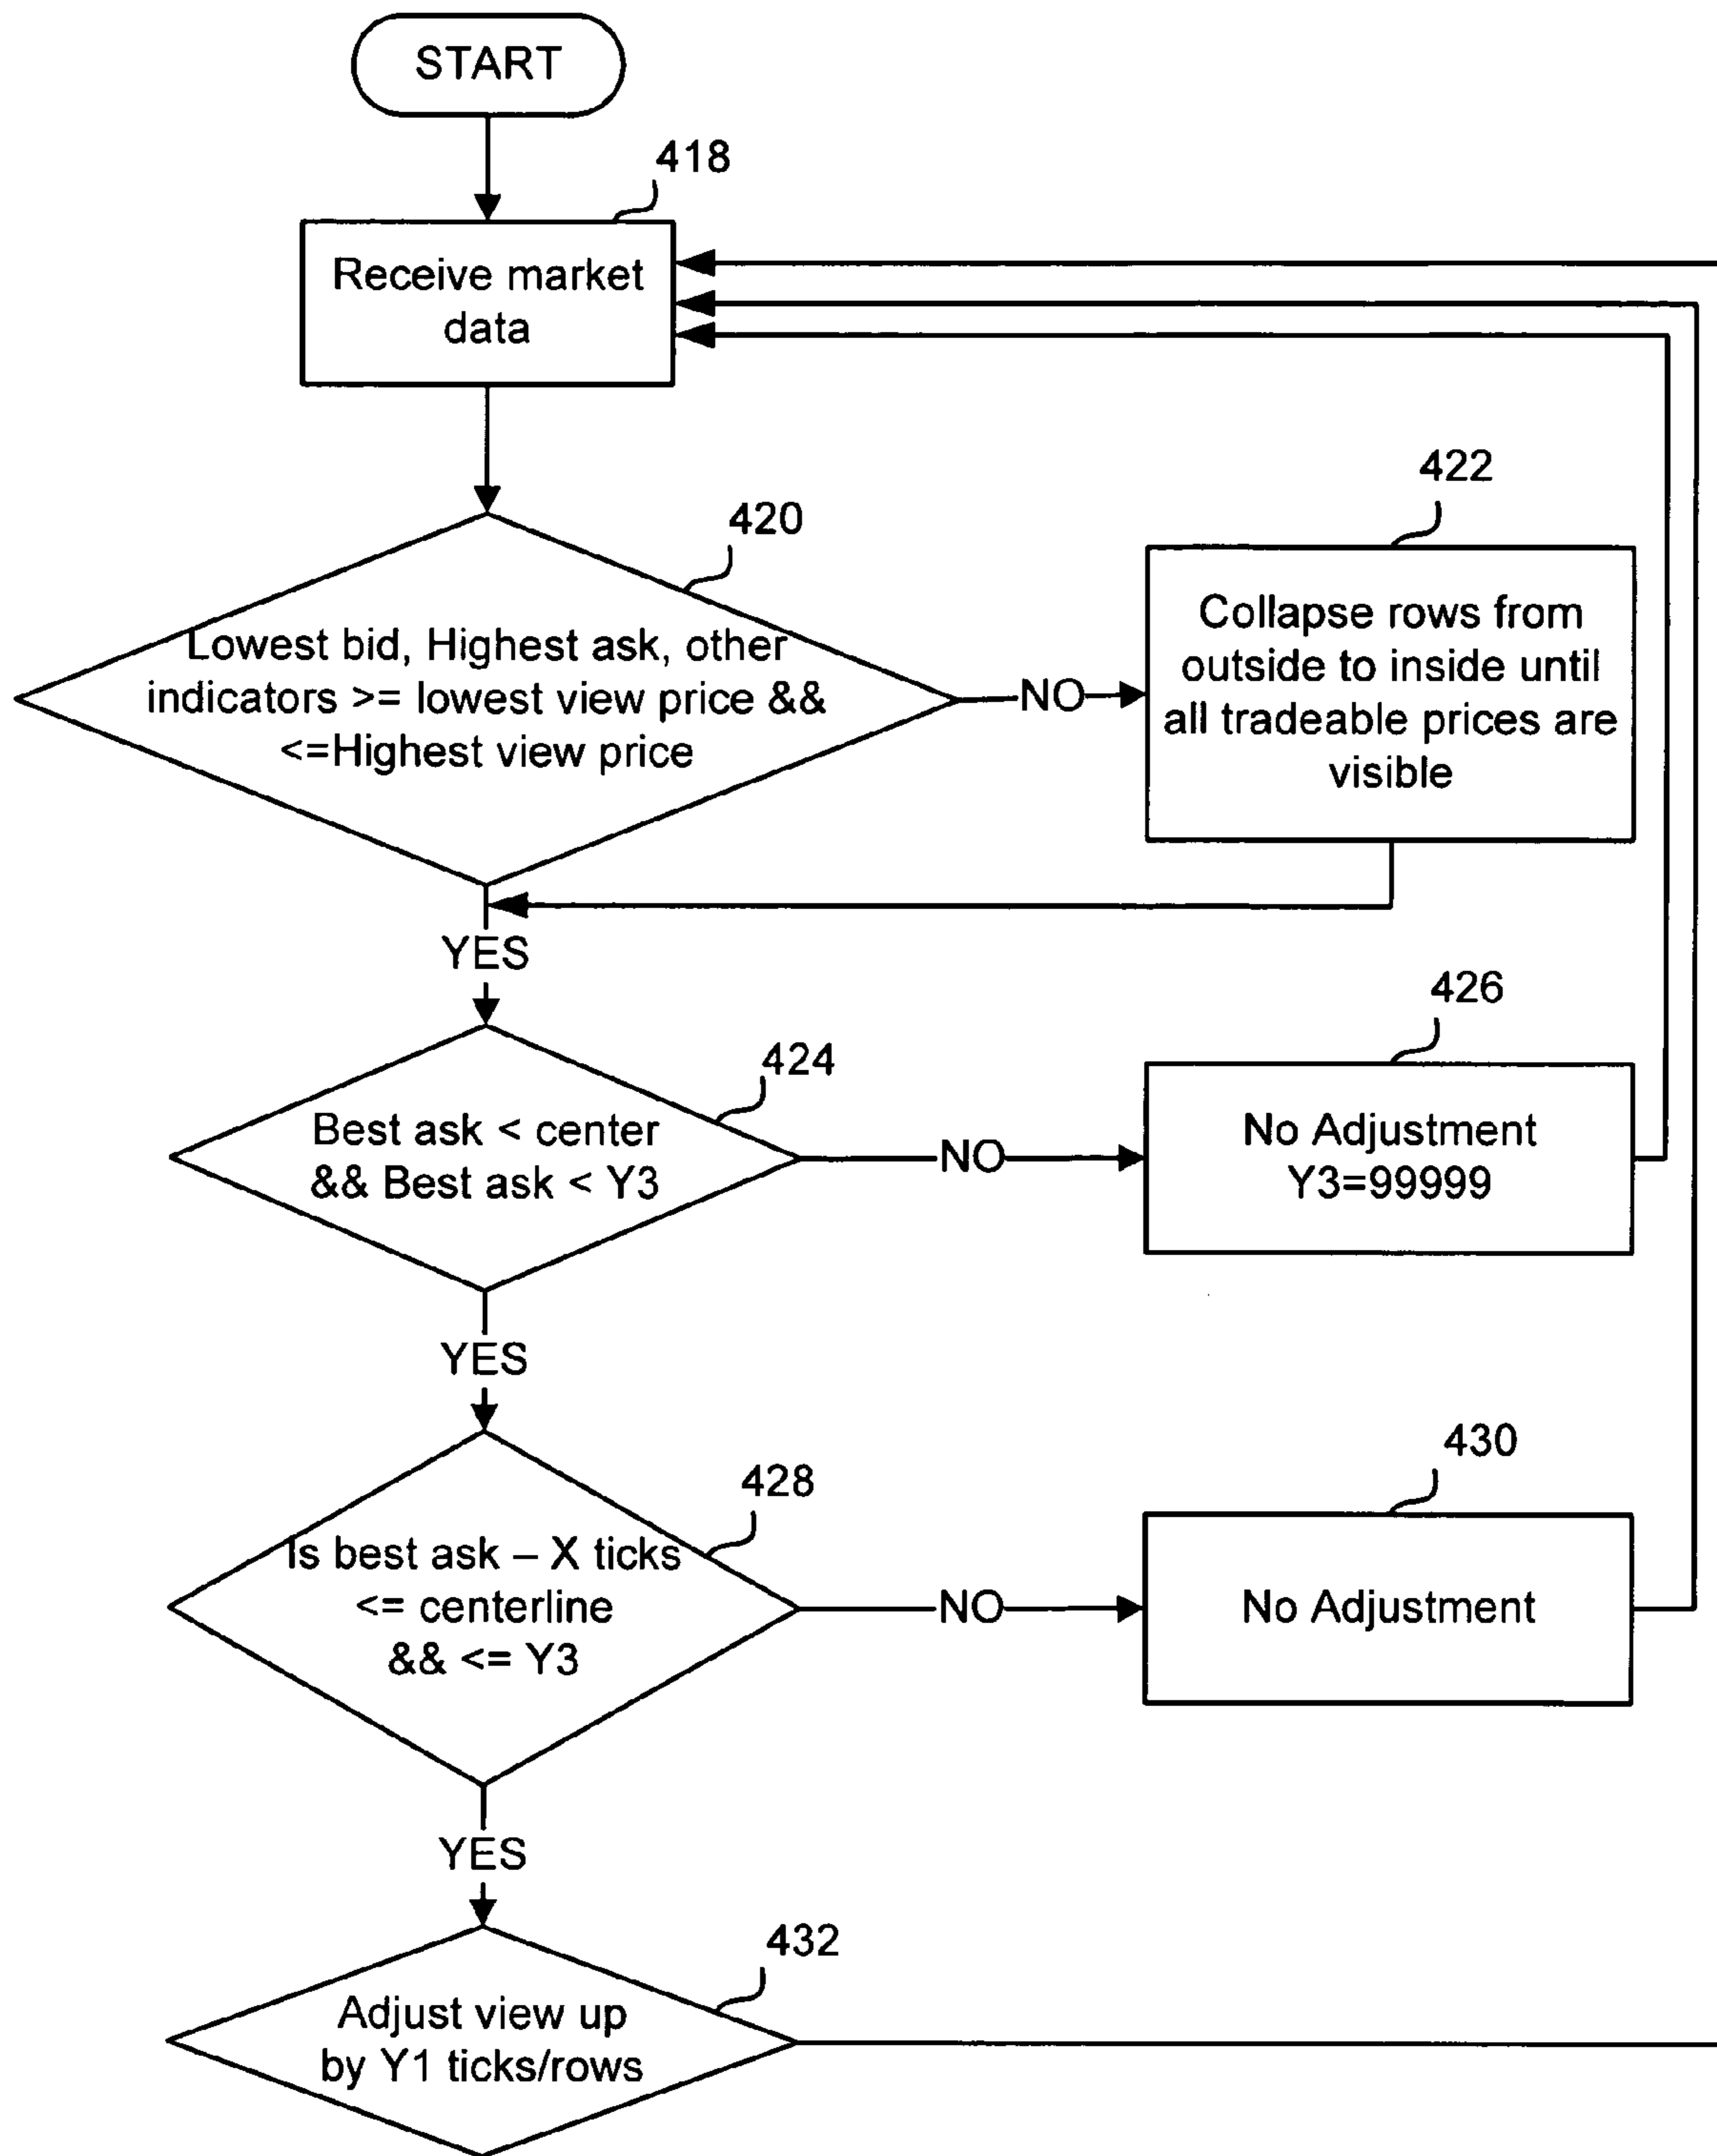 START
418
Receive market
data
420
Lowest bid, Highest ask, other
indicators >= lowest view price &&
<=Highest view price
NO
422
Collapse rows from
outside to inside until
all tradeable prices are
visible
YES
424
Best ask < center
&& Best ask < Y3
NO
426
No Adjustment
Y3=99999
YES
428
Is best ask – X ticks
<= centerline
&& <= Y3
NO
430
No Adjustment
YES
432
Adjust view up
by Y1 ticks/rows